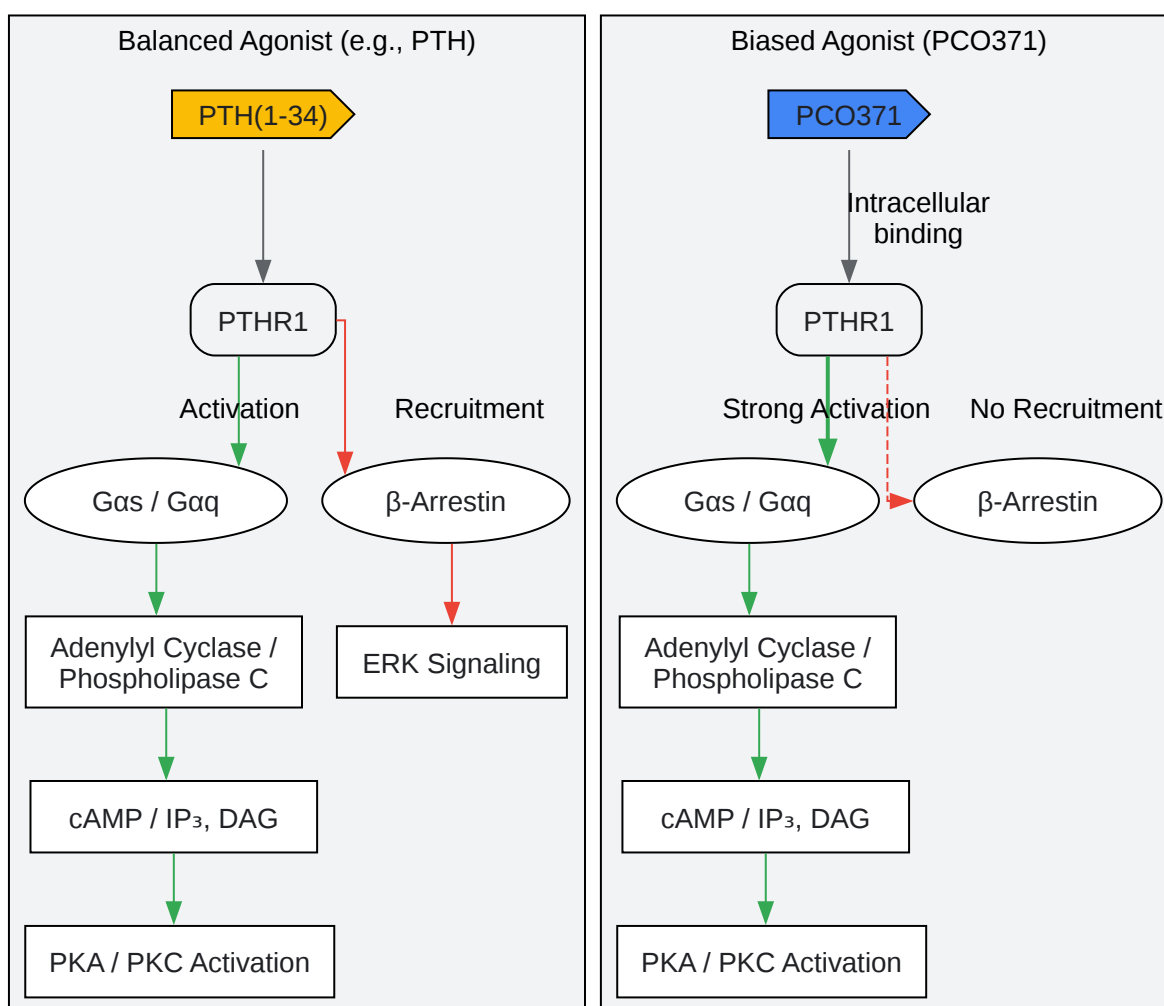 Balanced Agonist (e.g., PTH)
PTH(1-34)
PTHR1
Activation
Recruitment
Gαs / Gαq
β-Arrestin
Adenylyl Cyclase /
Phospholipase C
ERK Signaling
cAMP / IP₃, DAG
PKA / PKC Activation
Biased Agonist (PCO371)
PCO371
Intracellular
binding
PTHR1
Strong Activation
No Recruitment
Gαs / Gαq
β-Arrestin
Adenylyl Cyclase /
Phospholipase C
cAMP / IP₃, DAG
PKA / PKC Activation